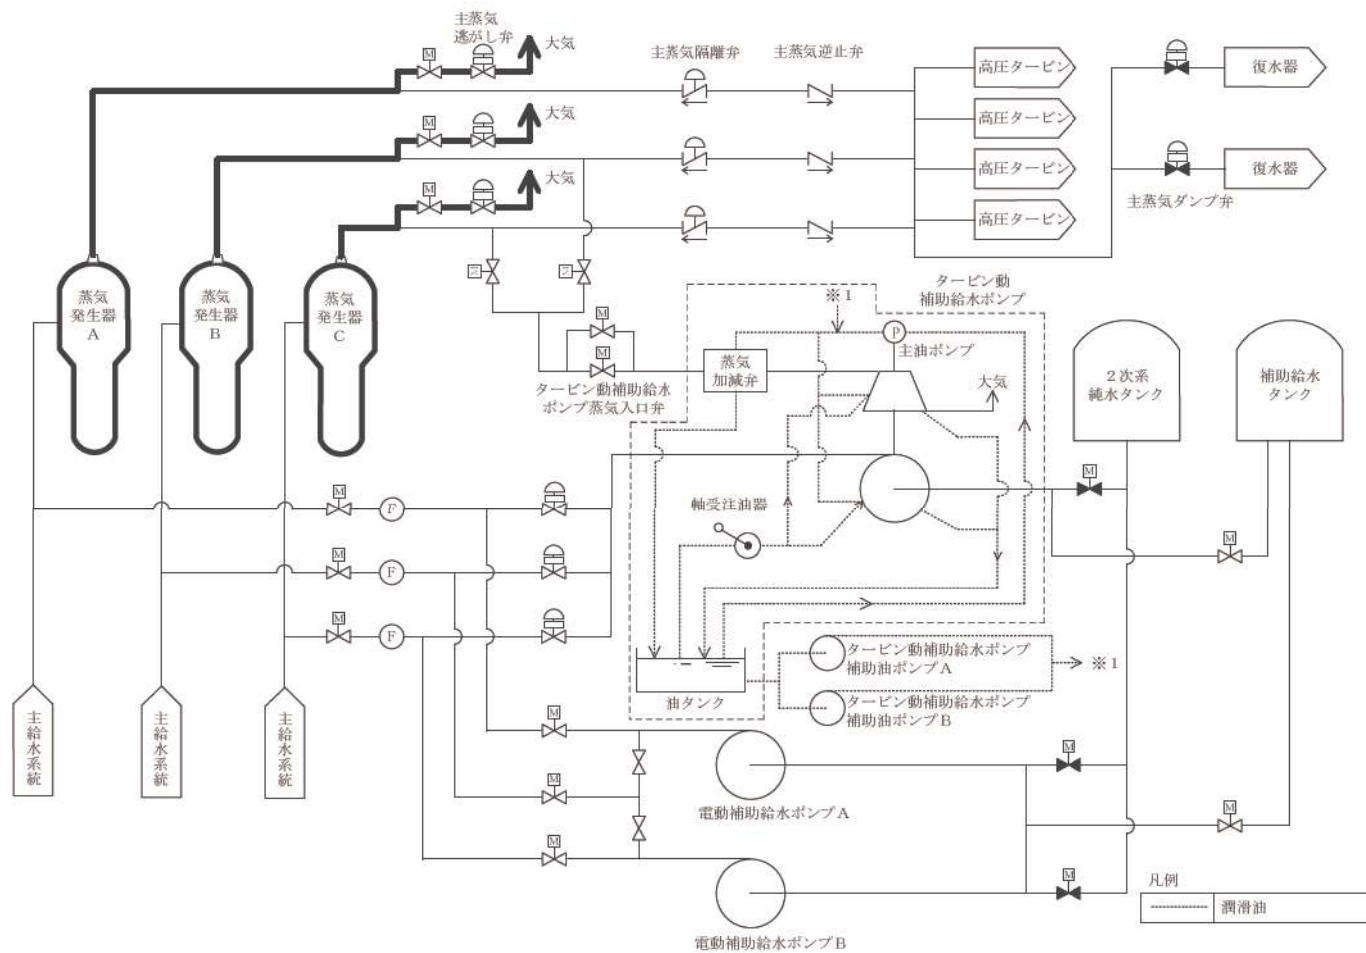 主蒸気
逃がし弁
大気
M
主蒸気隔離弁
主蒸気逆止弁
高圧タービン
復水器
大気
M
高圧タービン
大気
M
高圧タービン
復水器
主蒸気ダンプ弁
高圧タービン
蒸気
発生器
A
蒸気
発生器
B
蒸気
発生器
C
M
M
タービン動
補助給水ポンプ
※1
M
M
P
主油ポンプ
蒸気
加減弁
タービン動補助給水
ポンプ蒸気入口弁
大気
2次系
純水タンク
補助給水
タンク
M
M
F
軸受注油器
M
M
F
M
F
タービン動補助給水ポンプ
補助油ポンプA
※1
タービン動補助給水ポンプ
補助油ポンプB
油タンク
主給水系統
主給水系統
主給水系統
M
M
M
M
電動補助給水ポンプA
M
M
電動補助給水ポンプB
凡例
潤滑油